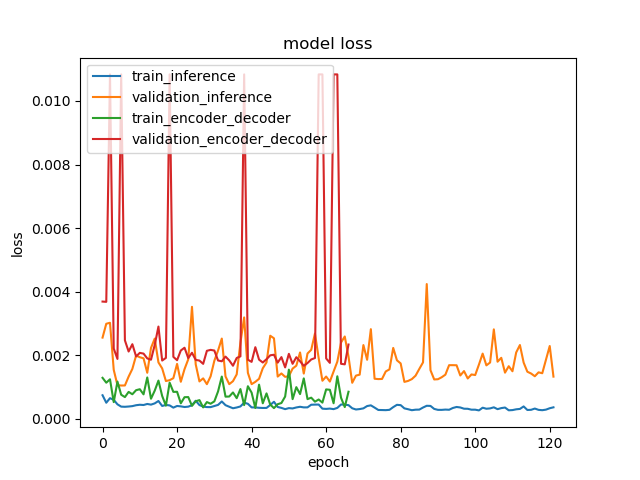 model loss
train_inference
validation_inference
train_encoder_decoder
validation_encoder_decoder
loss
0.010
0.008
0.006
0.004
0.002
0.000
0 20 40 60 80 100 120
epoch